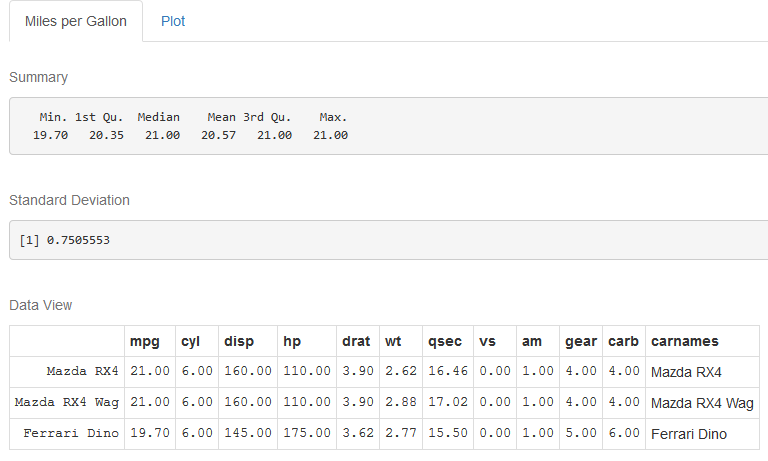 Miles per Gallon Plot
Summary
Min. 1st Qu. Median Mean 3rd Qu. Max.
19.70 20.35 21.00 20.57 21.00 21.00
Standard Deviation
[1] 0.7505553
Data View
mpg cyl disp hp drat wt qsec vs am gear carb carnames
Mazda RX4 21.00 6.00 160.00 110.00 3.90 2.62 16.46 0.00 1.00 4.00 4.00 Mazda RX4
Mazda RX4 Wag 21.00 6.00 160.00 110.00 3.90 2.88 17.02 0.00 1.00 4.00 4.00 Mazda RX4 Wag
Ferrari Dino 19.70 6.00 145.00 175.00 3.62 2.77 15.50 0.00 1.00 5.00 6.00 Ferrari Dino